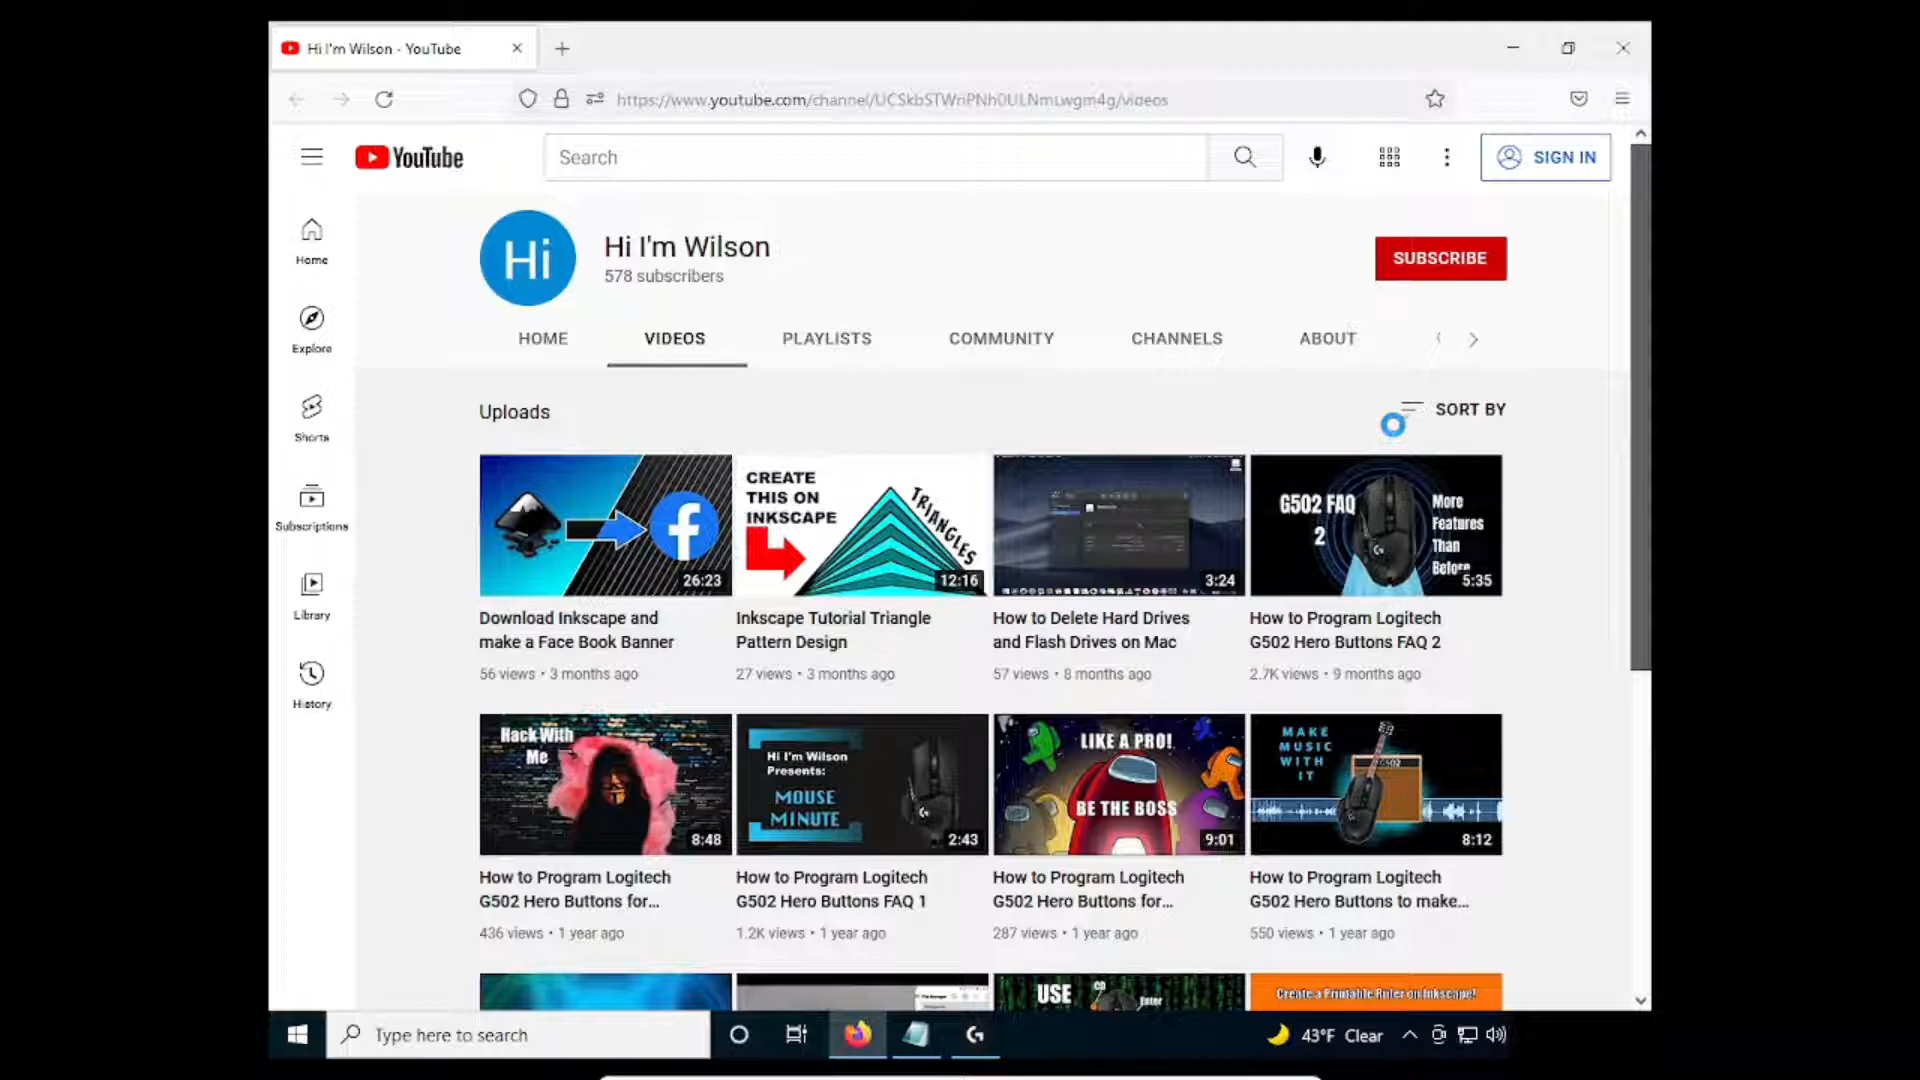 Hi I'm Wilson - YouTube
https://www.youtube.com/channel/UCSkbSTWriPNh0ULNmLwgm4g/videos
YouTube
Search
SIGN IN
Home
Explore
Shorts
Subscriptions
Library
History
Hi
Hi I'm Wilson
578 subscribers
SUBSCRIBE
HOME VIDEOS PLAYLISTS COMMUNITY CHANNELS ABOUT
Uploads
SORT BY
26:23
Download Inkscape and
make a Face Book Banner
56 views • 3 months ago
CREATE
THIS ON
INKSCAPE
TRIANGLES
12:16
Inkscape Tutorial Triangle
Pattern Design
27 views • 3 months ago
3:24
How to Delete Hard Drives
and Flash Drives on Mac
57 views • 8 months ago
G502 FAQ
2
More
Features
Than
Before
5:35
How to Program Logitech
G502 Hero Buttons FAQ 2
2.7K views • 9 months ago
Hack With
Me
8:48
How to Program Logitech
G502 Hero Buttons for...
436 views • 1 year ago
Hi I'm Wilson
Presents:
MOUSE
MINUTE
2:43
How to Program Logitech
G502 Hero Buttons FAQ 1
1.2K views • 1 year ago
LIKE A PRO!
BE THE BOSS
9:01
How to Program Logitech
G502 Hero Buttons for...
287 views • 1 year ago
MAKE
MUSIC
WITH
IT
G502
8:12
How to Program Logitech
G502 Hero Buttons to make...
550 views • 1 year ago
USE
CD
Enter
Create a Printable Ruler on Inkscape!
Type here to search
43°F Clear